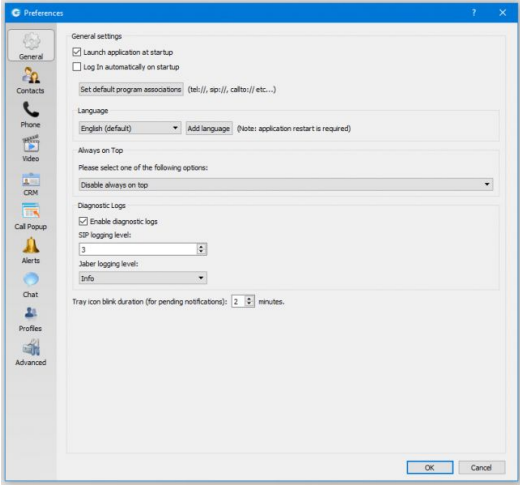 Preferences
General
Contacts
Phone
Video
CRM
Call Popup
Alerts
Chat
Profiles
Advanced
General settings
Launch application at startup
Log In automatically on startup
Set default program associations (tel://, sip://, callto:// etc...)
Language
English (default) Add language (Note: application restart is required)
Always on Top
Please select one of the following options:
Disable always on top
Diagnostic Logs
Enable diagnostic logs
SIP logging level:
3
Jaber logging level:
Info
Tray icon blink duration (for pending notifications): 2 minutes.
OK Cancel